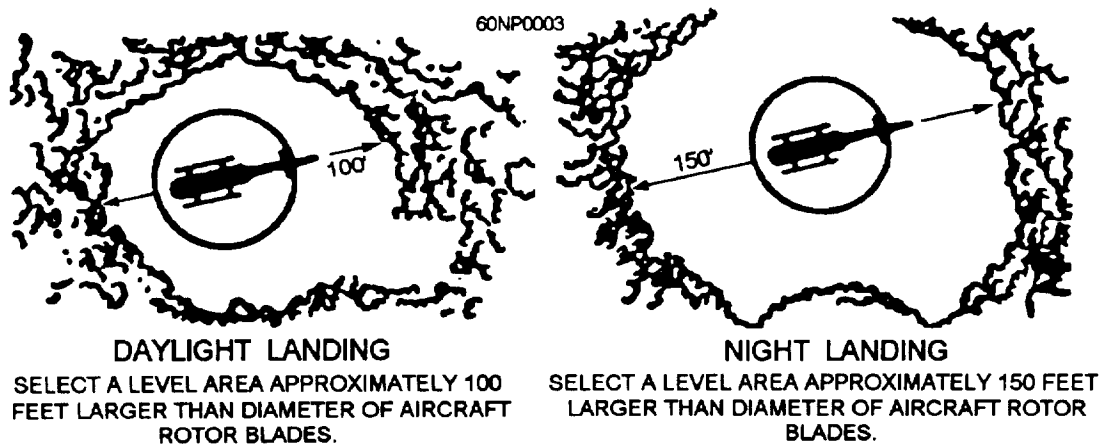 60NP0003
100'
150'
DAYLIGHT LANDING
SELECT A LEVEL AREA APPROXIMATELY 100
FEET LARGER THAN DIAMETER OF AIRCRAFT
ROTOR BLADES.
NIGHT LANDING
SELECT A LEVEL AREA APPROXIMATELY 150 FEET
LARGER THAN DIAMETER OF AIRCRAFT ROTOR
BLADES.